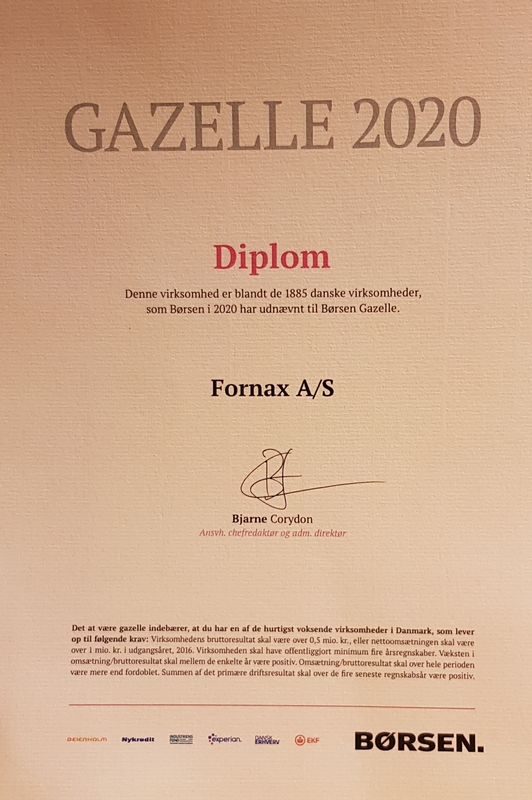 GAZELLE 2020
Diplom
Denne virksomhed er blandt de 1885 danske virksomheder,
som Børsen i 2020 har udnævnt til Børsen Gazelle.
Fornax A/S
Bjarne Corydon
Ansvh. chefredaktør og adm. direktør
Det at være gazelle indebærer, at du har en af de hurtigst voksende virksomheder i Danmark, som lever
op til følgende krav: Virksomhedens bruttoresultat skal være over 0,5 mio. kr., eller nettoomsætningen skal være
over 1 mio. kr. i udgangsåret, 2016. Virksomheden skal have offentliggjort minimum fire årsregnskaber. Væksten i
omsætning/bruttoresultat skal mellem de enkelte år være positiv. Omsætning/bruttoresultat skal over hele perioden
være mere end fordoblet. Summen af det primære driftsresultat skal over de fire seneste regnskabsår være positiv.
BEIERHOLM Nykredit INDUSTRIENS FOND experian. DANSK ERHVERV EKF BØRSEN.